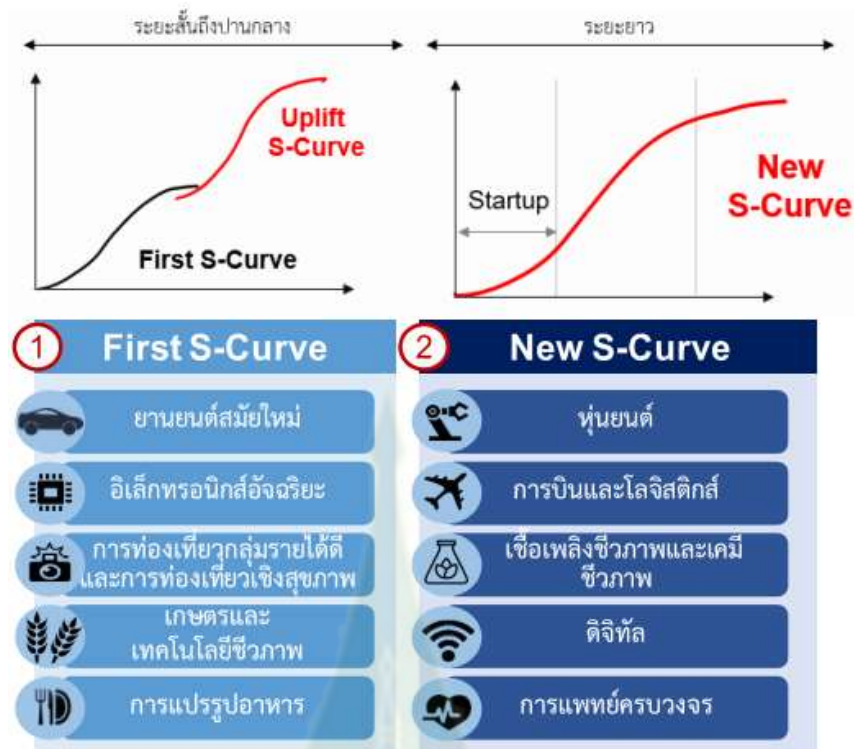 ระยะสั้นถึงปานกลาง
ระยะยาว
Uplift
S-Curve
First S-Curve
Startup
New
S-Curve
1 First S-Curve
ยานยนต์สมัยใหม่
อิเล็กทรอนิกส์อัจฉริยะ
การท่องเที่ยวกลุ่มรายได้ดี
และการท่องเที่ยวเชิงสุขภาพ
เกษตรและ
เทคโนโลยีชีวภาพ
การแปรรูปอาหาร
2 New S-Curve
หุ่นยนต์
การบินและโลจิสติกส์
เชื้อเพลิงชีวภาพและเคมี
ชีวภาพ
ดิจิทัล
การแพทย์ครบวงจร